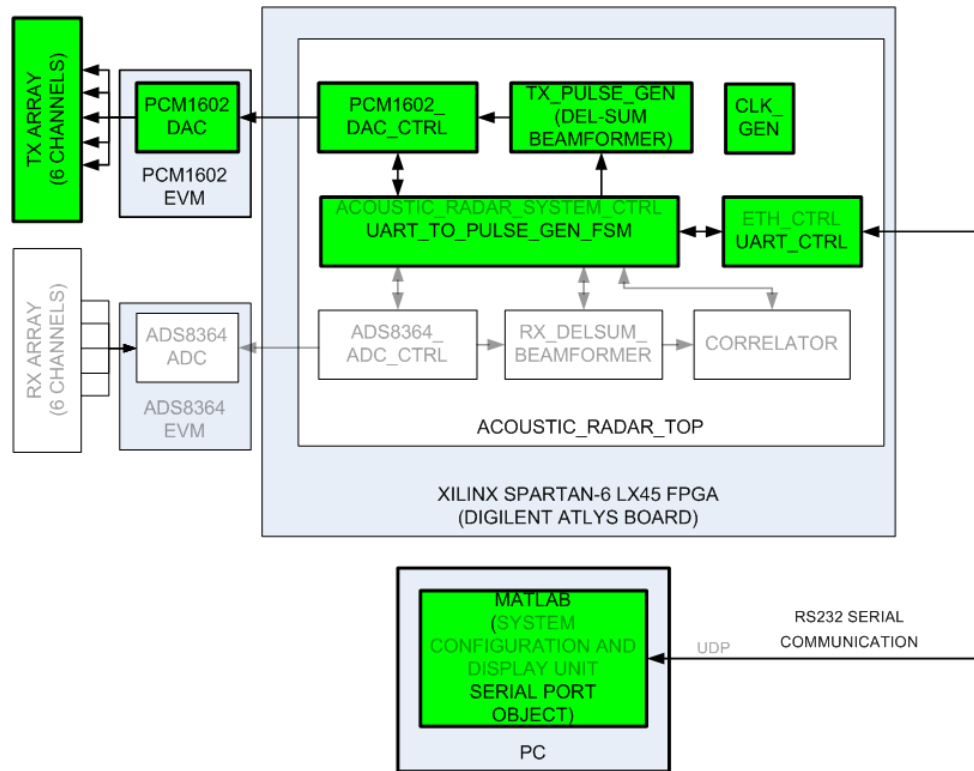 TX ARRAY
(6 CHANNELS)
PCM1602
DAC
PCM1602
EVM
PCM1602_
DAC_CTRL
TX_PULSE_GEN
(DEL-SUM
BEAMFORMER)
CLK_
GEN
ACOUSTIC_RADAR_SYSTEM_CTRL
UART_TO_PULSE_GEN_FSM
ETH_CTRL
UART_CTRL
RX ARRAY
(6 CHANNELS)
ADS8364
ADC
ADS8364
EVM
ADS8364_
ADC_CTRL
RX_DELSUM_
BEAMFORMER
CORRELATOR
ACOUSTIC_RADAR_TOP
XILINX SPARTAN-6 LX45 FPGA
(DIGILENT ATLYS BOARD)
MATLAB
(SYSTEM
CONFIGURATION AND
DISPLAY UNIT
SERIAL PORT
OBJECT)
PC
UDP
RS232 SERIAL
COMMUNICATION